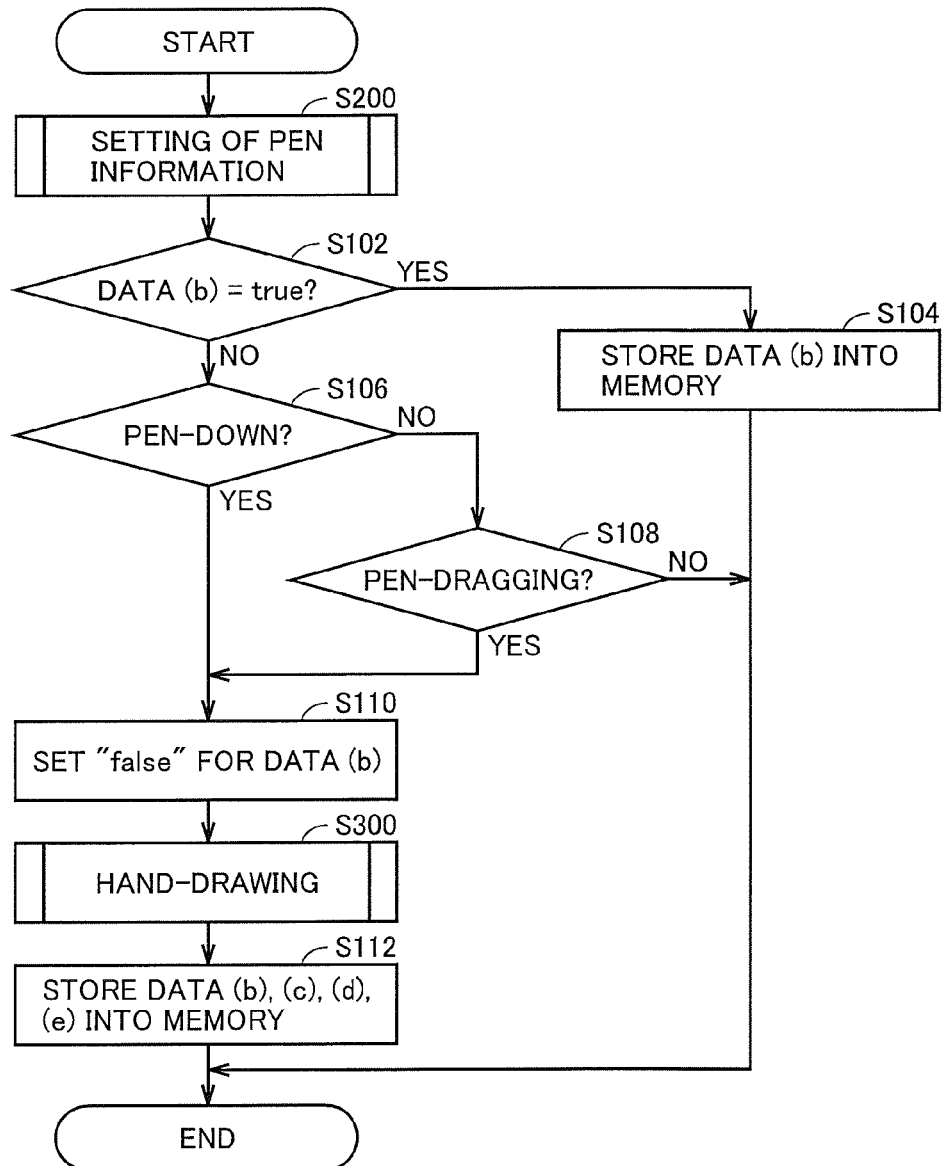 START
S200
SETTING OF PEN
INFORMATION
S102
DATA (b) = true?
YES
S104
STORE DATA (b) INTO
MEMORY
NO
S106
PEN-DOWN?
NO
YES
S108
PEN-DRAGGING?
NO
YES
S110
SET "false" FOR DATA (b)
S300
HAND-DRAWING
S112
STORE DATA (b), (c), (d),
(e) INTO MEMORY
END